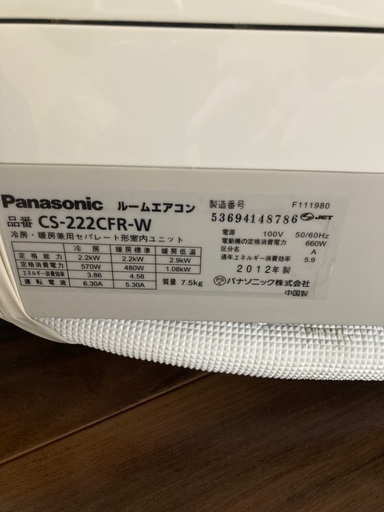 Panasonic ルームエアコン
品番 CS-222CFR-W
冷房・暖房兼用セパレート形室内ユニット
冷房標準 暖房標準 暖房低温
定格能力 2.2kW 2.2kW 2.9kW
定格消費電力 570W 480W 1.08kW
エネルギー消費効率 3.86 4.58
運転電流 6.30A 5.30A
質量 7.5kg
製造番号 F111980
53694148786 JET
電源 100V 50/60Hz
電動機の定格消費電力 660W
区分名 A
通年エネルギー消費効率 5.9
2012年製
パナソニック株式会社
中国製